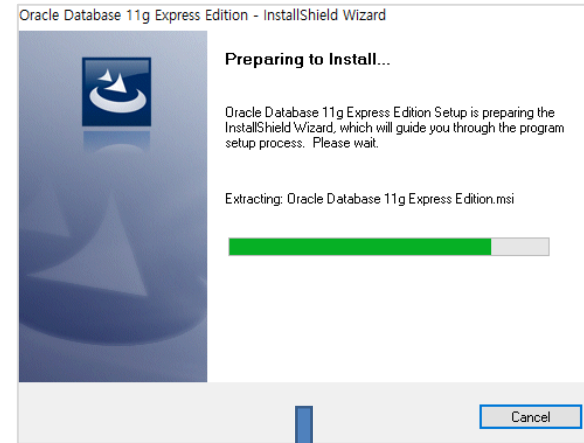 Oracle Database 11g Express Edition - InstallShield Wizard
Preparing to Install...
Oracle Database 11g Express Edition Setup is preparing the
InstallShield Wizard, which will guide you through the program
setup process.  Please wait.
Extracting: Oracle Database 11g Express Edition.msi
Cancel